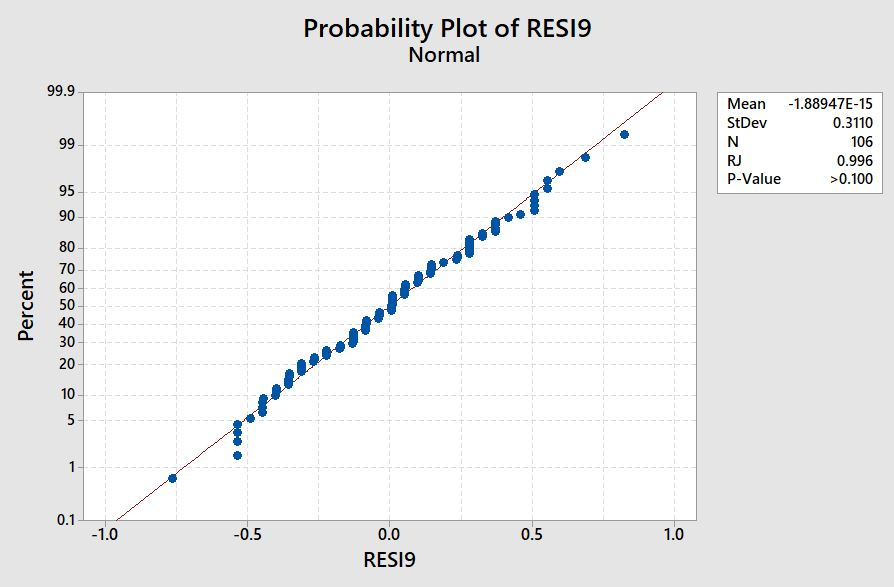 Probability Plot of RESI9
Normal
99.9
99
95
90
80
70
60
50
40
30
20
10
5
1
0.1
Percent
-1.0 -0.5 0.0 0.5 1.0
RESI9
Mean -1.88947E-15
StDev 0.3110
N 106
RJ 0.996
P-Value >0.100